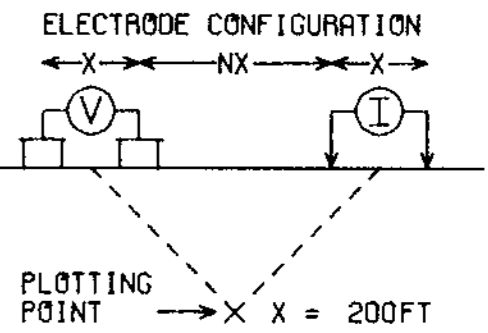 ELECTRODE CONFIGURATION
X NX X
V I
PLOTTING
POINT X X = 200FT